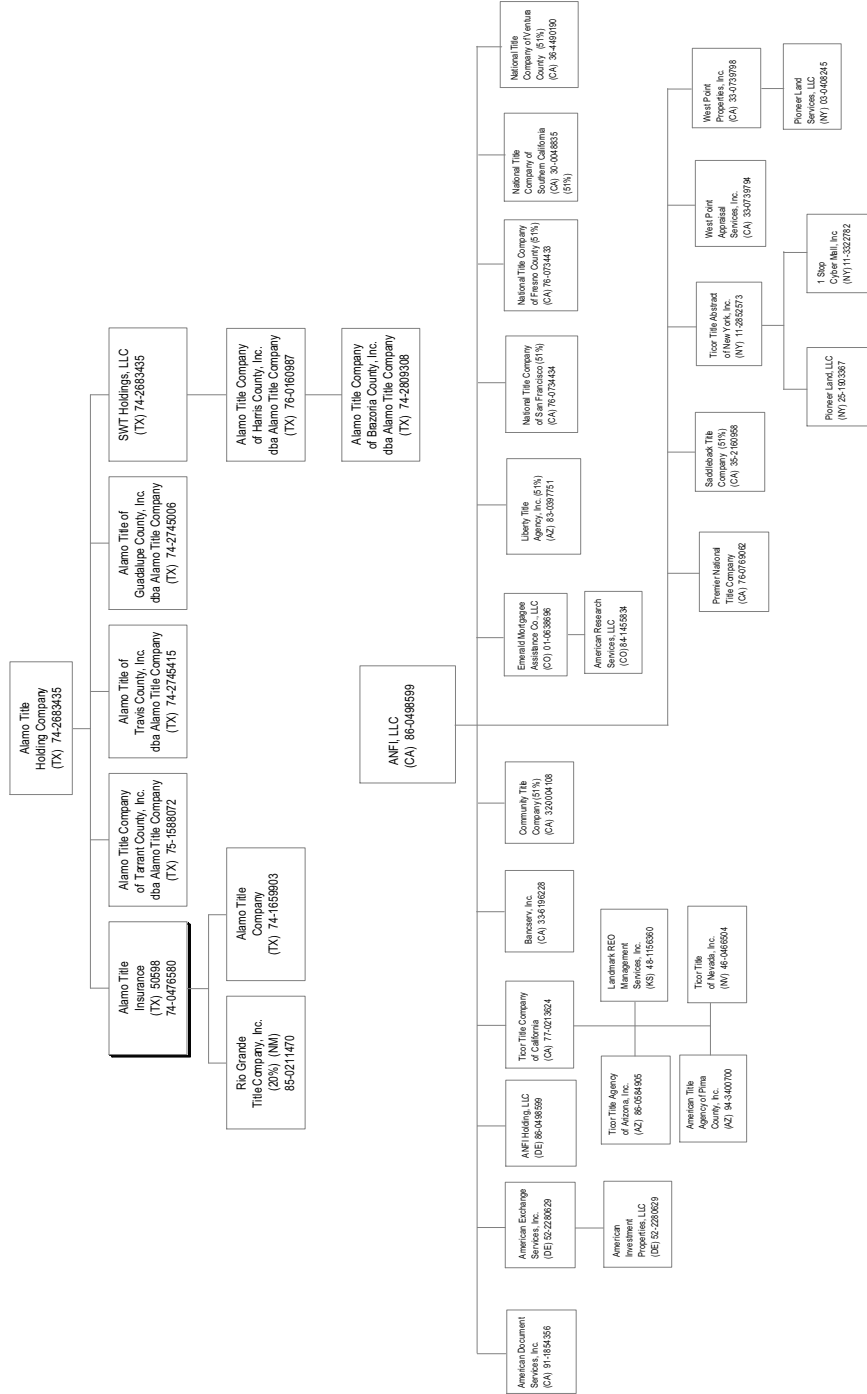 Alamo Title
Holding Company
(TX) 74-2683435
Alamo Title
Insurance
(TX) 50598
74-0476580
Alamo Title Company
of Tarrant County, Inc.
dba Alamo Title Company
(TX) 75-1588072
Alamo Title of
Travis County, Inc.
dba Alamo Title Company
(TX) 74-2745415
Alamo Title of
Guadalupe County, Inc.
dba Alamo Title Company
(TX) 74-2745006
SWT Holdings, LLC
(TX) 74-2683435
Rio Grande
Title Company, Inc.
(20%) (NM)
85-0211470
Alamo Title
Company
(TX) 74-1659903
Alamo Title Company
of Harris County, Inc.
dba Alamo Title Company
(TX) 76-0160987
Alamo Title Company
of Brazoria County, Inc.
dba Alamo Title Company
(TX) 74-2809308
ANFI, LLC
(CA) 86-0498599
American Document
Services, Inc.
(CA) 91-1854356
American Exchange
Services, Inc.
(DE) 52-2280629
ANFI Holding, LLC
(DE) 86-0498599
Ticor Title Company
of California
(CA) 77-0213624
Bancserv, Inc.
(CA) 33-6196228
Community Title
Company (51%)
(CA) 32-0004108
Emerald Mortgagee
Assistance Co., LLC
(CO) 01-0638696
Liberty Title
Agency, Inc. (51%)
(AZ) 83-0397751
National Title Company
of San Francisco (51%)
(CA) 76-0734434
National Title Company
of Fresno County (51%)
(CA) 76-0734433
National Title
Company of
Southern California
(CA) 30-0048835
(51%)
National Title
Company of Ventura
County (51%)
(CA) 36-4490190
American
Investment
Properties, LLC
(DE) 52-2280629
Ticor Title Agency
of Arizona, Inc.
(AZ) 86-0584905
Landmark REO
Management
Services, Inc.
(KS) 48-1156360
American Title
Agency of Pima
County, Inc.
(AZ) 94-3400700
Ticor Title
of Nevada, Inc.
(NV) 46-0466504
American Research
Services, LLC
(CO) 84-1455834
Premier National
Title Company
(CA) 76-0769062
Saddleback Title
Company (51%)
(CA) 35-2160958
Ticor Title Abstract
of New York, Inc.
(NY) 11-2852573
West Point
Appraisal
Services, Inc.
(CA) 33-0739794
West Point
Properties, Inc.
(CA) 33-0739798
Pioneer Land, LLC
(NY) 25-1903367
1 Stop
Cyber Mall, Inc
(NY) 11-3322782
Pioneer Land
Services, LLC
(NY) 03-0408245